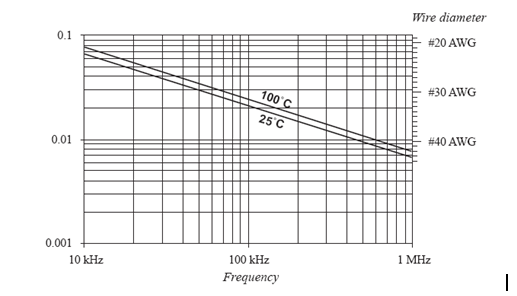 Wire diameter
0.1
#20 AWG
#30 AWG
100°C
25°C
0.01
#40 AWG
0.001
10 kHz
100 kHz
1 MHz
Frequency